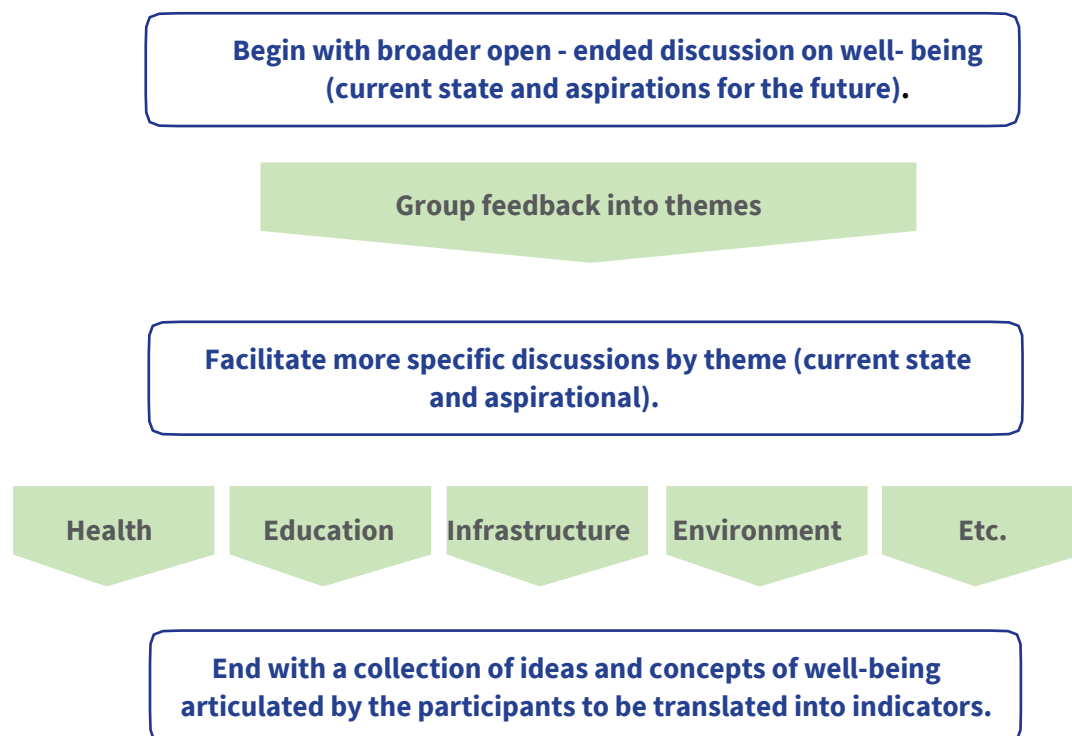 Begin with broader open - ended discussion on well- being
(current state and aspirations for the future).
Group feedback into themes
Facilitate more specific discussions by theme (current state
and aspirational).
Health
Education
Infrastructure
Environment
Etc.
End with a collection of ideas and concepts of well-being
articulated by the participants to be translated into indicators.